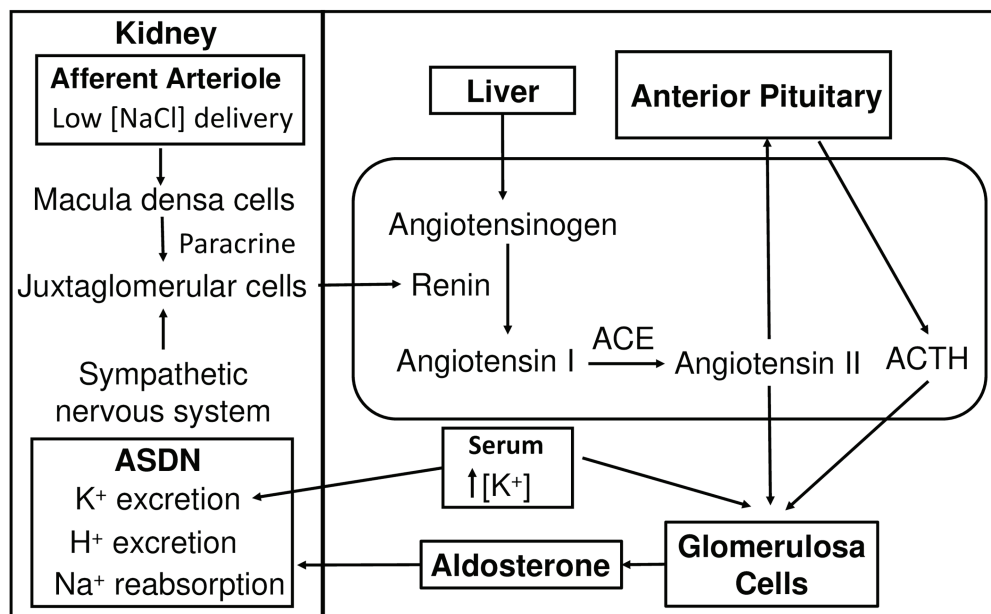 Kidney
Afferent Arteriole
Low [NaCl] delivery
Macula densa cells
Paracrine
Juxtaglomerular cells
Sympathetic
nervous system
ASDN
K⁺ excretion
H⁺ excretion
Na⁺ reabsorption
Liver
Anterior Pituitary
Angiotensinogen
Renin
Angiotensin I
ACE
Angiotensin II
ACTH
Serum
↑[K⁺]
Aldosterone
Glomerulosa
Cells